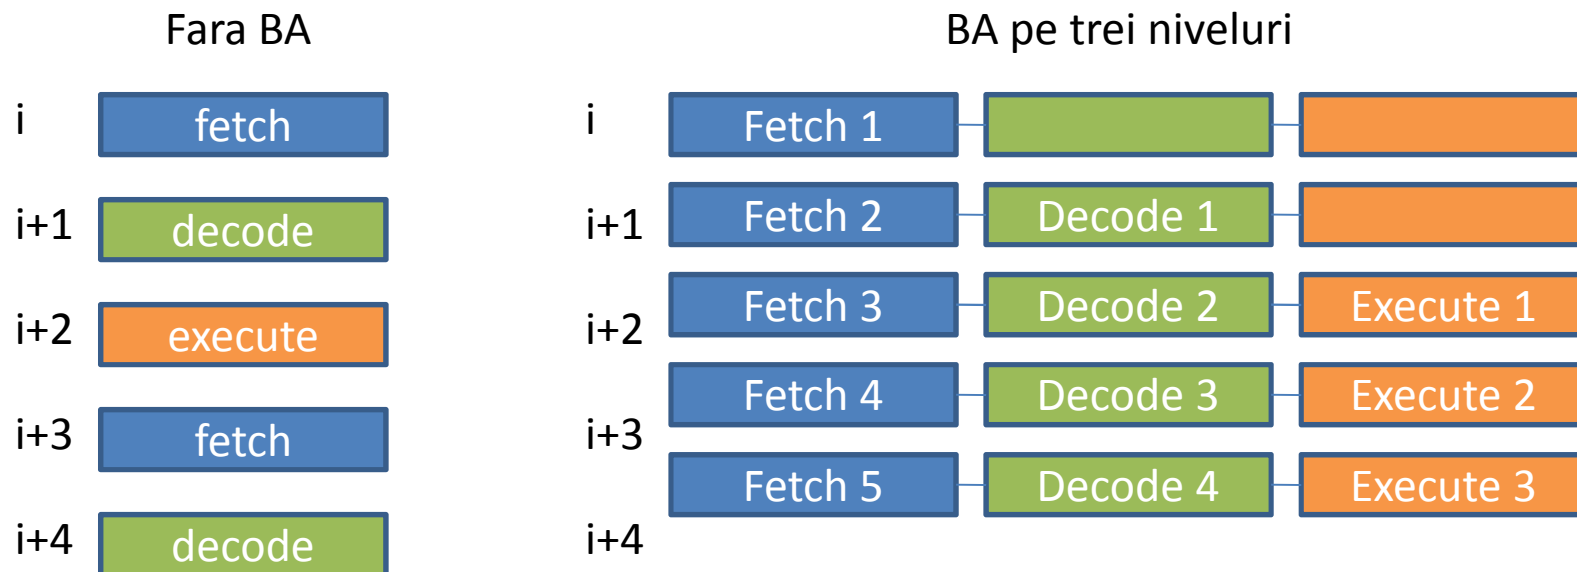 Fara BA
i fetch
i+1 decode
i+2 execute
i+3 fetch
i+4 decode
BA pe trei niveluri
i Fetch 1
i+1 Fetch 2 Decode 1
i+2 Fetch 3 Decode 2 Execute 1
i+3 Fetch 4 Decode 3 Execute 2
i+4 Fetch 5 Decode 4 Execute 3